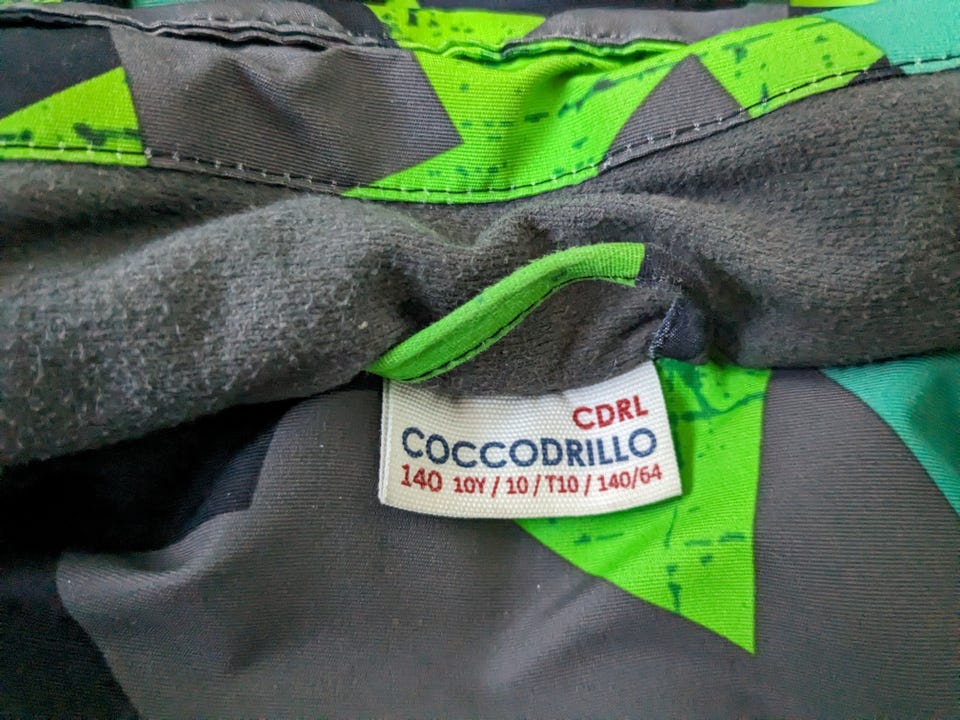 CDRL
COCCODRILLO
140 10Y / 10 / T10 / 140/64